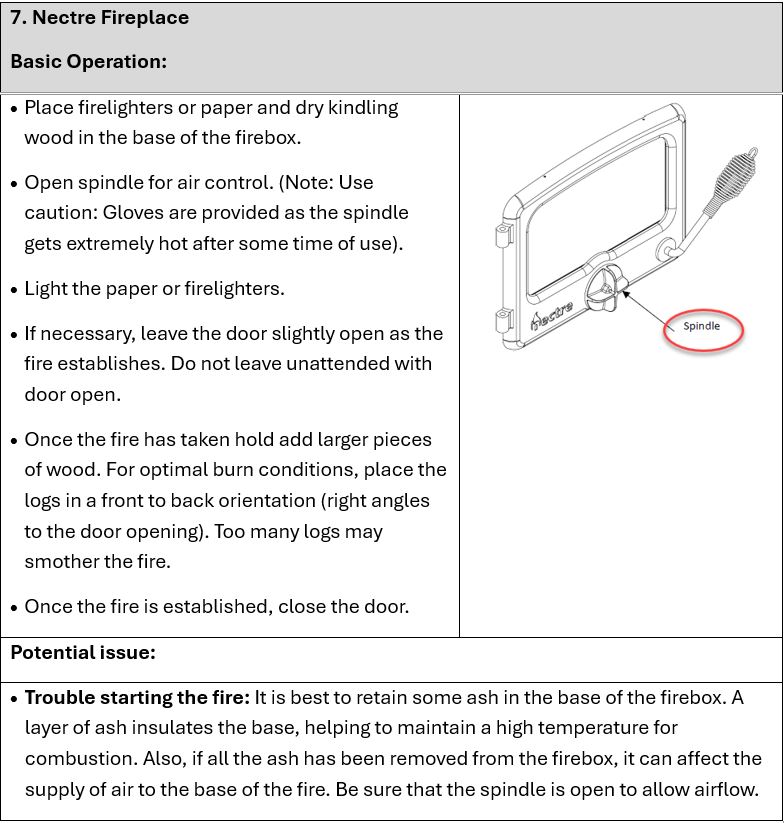 7. Nectre Fireplace
Basic Operation:
• Place firelighters or paper and dry kindling
wood in the base of the firebox.
• Open spindle for air control. (Note: Use
caution: Gloves are provided as the spindle
gets extremely hot after some time of use).
• Light the paper or firelighters.
• If necessary, leave the door slightly open as the
fire establishes. Do not leave unattended with
door open.
• Once the fire has taken hold add larger pieces
of wood. For optimal burn conditions, place the
logs in a front to back orientation (right angles
to the door opening). Too many logs may
smother the fire.
• Once the fire is established, close the door.
nectre
Spindle
Potential issue:
• Trouble starting the fire: It is best to retain some ash in the base of the firebox. A
layer of ash insulates the base, helping to maintain a high temperature for
combustion. Also, if all the ash has been removed from the firebox, it can affect the
supply of air to the base of the fire. Be sure that the spindle is open to allow airflow.